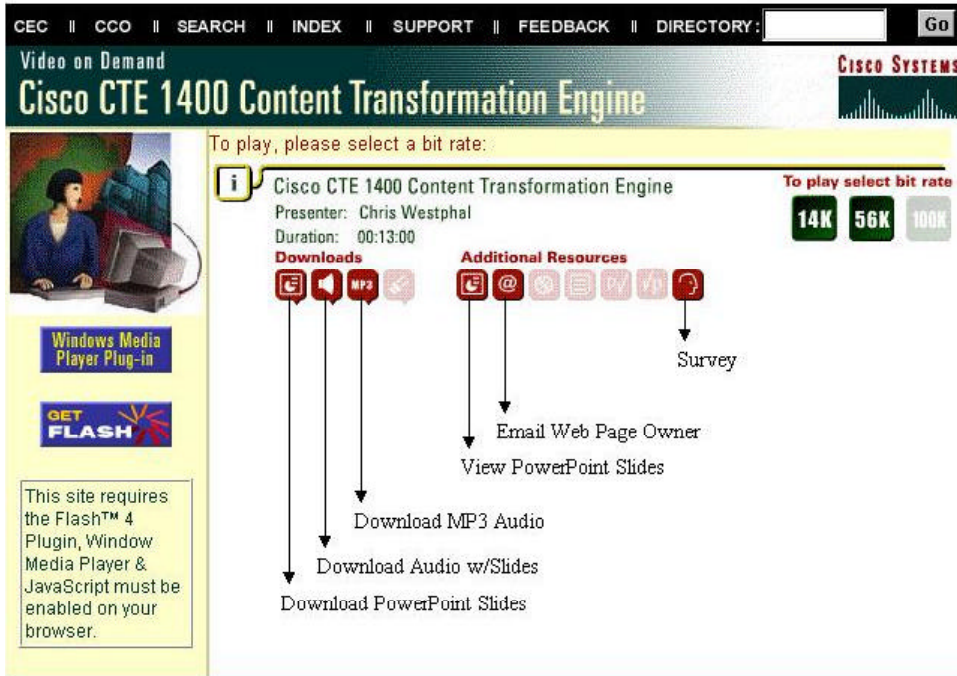 CEC || CCO || SEARCH || INDEX || SUPPORT || FEEDBACK || DIRECTORY: Go
Video on Demand
Cisco CTE 1400 Content Transformation Engine
CISCO SYSTEMS
To play, please select a bit rate:
i
Cisco CTE 1400 Content Transformation Engine
Presenter: Chris Westphal
Duration: 00:13:00
To play select bit rate
14K 56K 100K
Downloads
Additional Resources
MP3
@
Survey
Email Web Page Owner
View PowerPoint Slides
Download MP3 Audio
Download Audio w/Slides
Download PowerPoint Slides
Windows Media
Player Plug-in
GET
FLASH
This site requires
the Flash™ 4
Plugin, Window
Media Player &
JavaScript must be
enabled on your
browser.